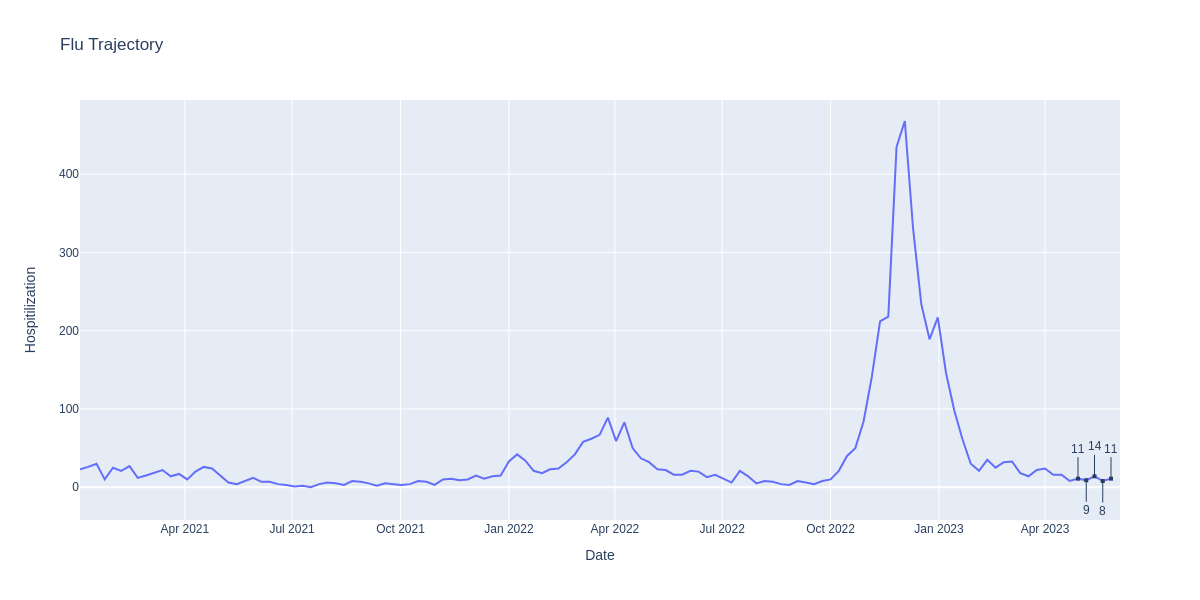 Flu Trajectory
400
300
200
100
0
Hospitilization
11
14
11
9
8
Apr 2021
Jul 2021
Oct 2021
Jan 2022
Apr 2022
Jul 2022
Oct 2022
Jan 2023
Apr 2023
Date